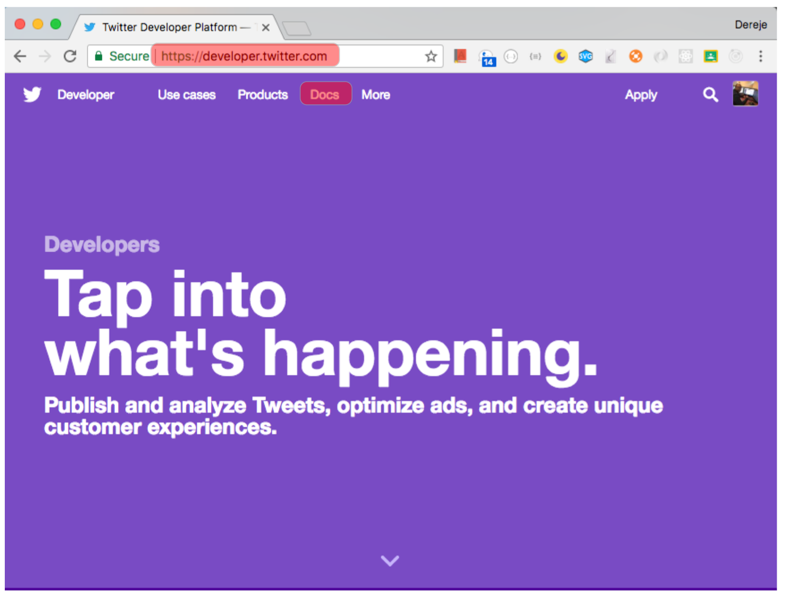 Twitter Developer Platform —
Dereje
Secure
https://developer.twitter.com
14
SVG
Developer
Use cases
Products
Docs
More
Apply
Developers
Tap into
what's happening.
Publish and analyze Tweets, optimize ads, and create unique
customer experiences.